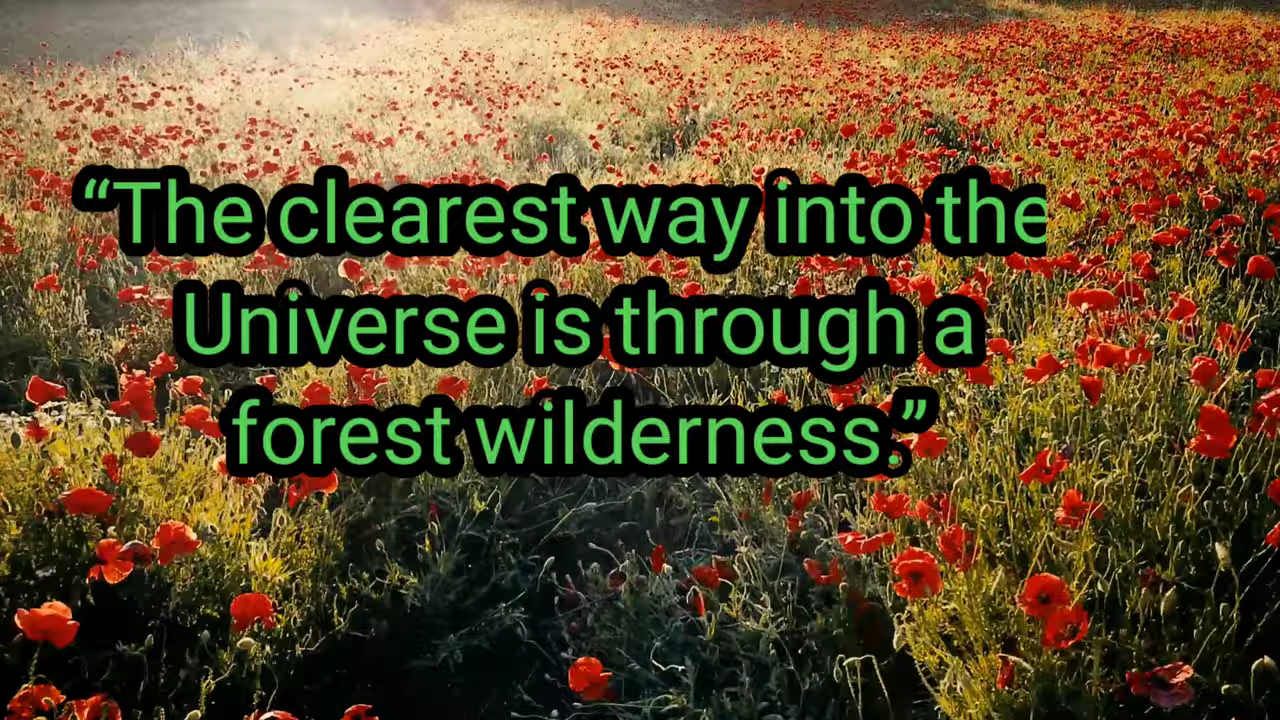 “The clearest way into the
Universe is through a
forest wilderness.”